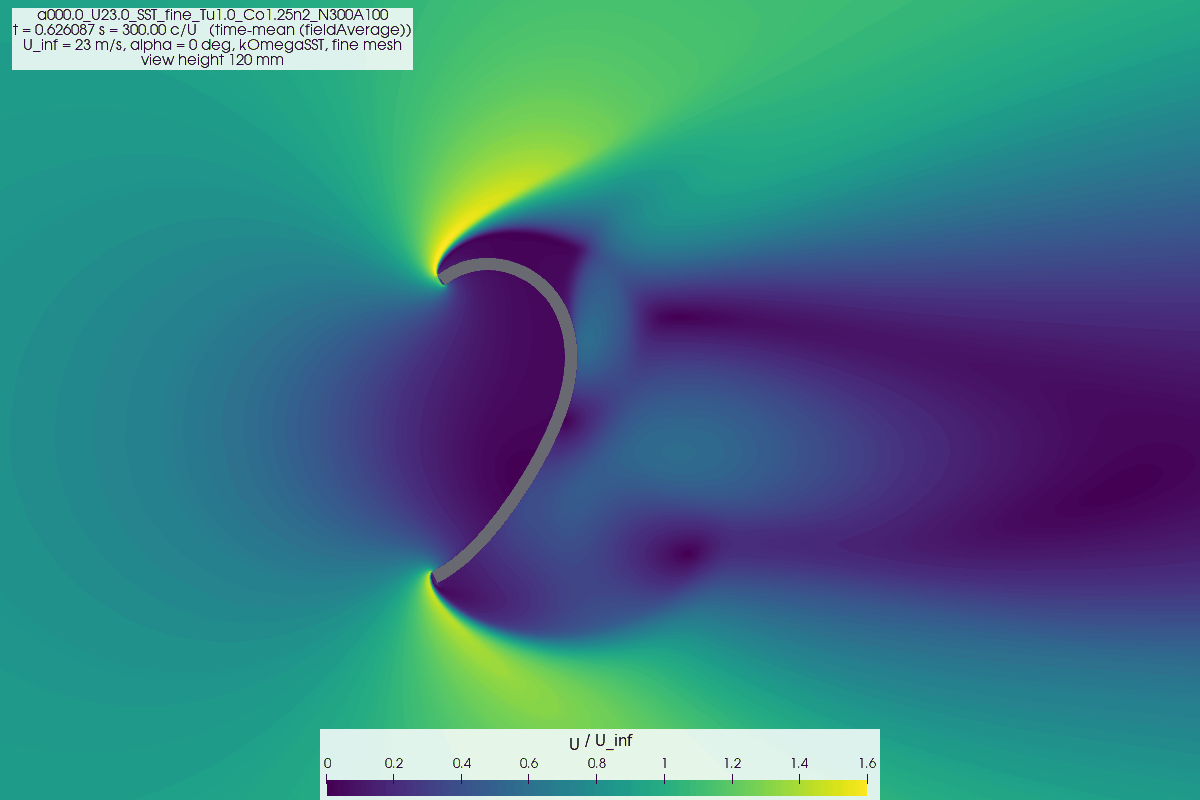 a000.0_U23.0_SST_fine_Tu1.0_Co1.25n2_N300A100
t = 0.626087 s = 300.00 c/U (time-mean (fieldAverage))
U_inf = 23 m/s, alpha = 0 deg, kOmegaSST, fine mesh
view height 120 mm
U / U_inf
0 0.2 0.4 0.6 0.8 1 1.2 1.4 1.6